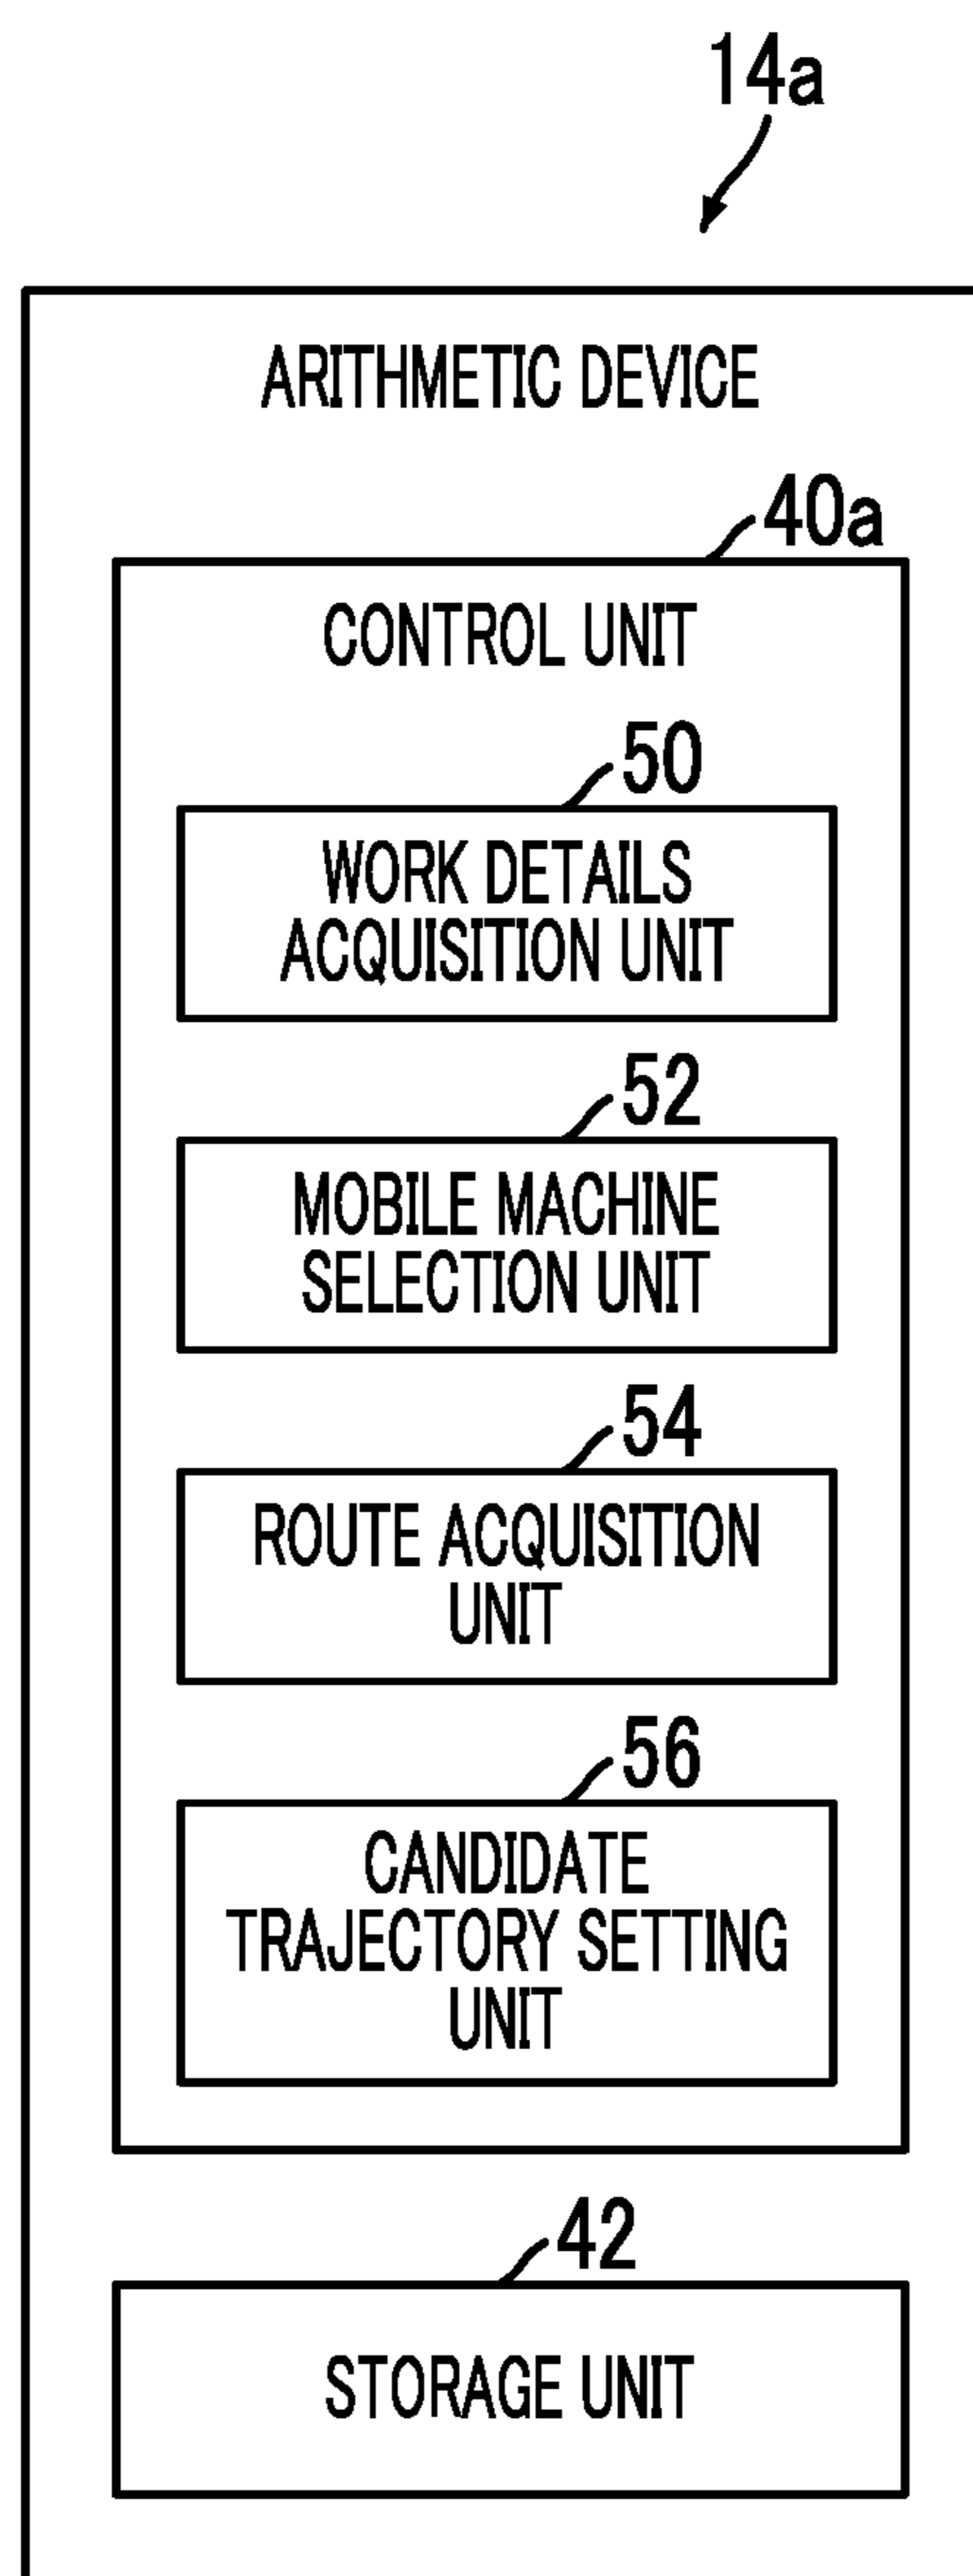 14a
ARITHMETIC DEVICE
40a
CONTROL UNIT
50
WORK DETAILS
ACQUISITION UNIT
52
MOBILE MACHINE
SELECTION UNIT
54
ROUTE ACQUISITION
UNIT
56
CANDIDATE
TRAJECTORY SETTING
UNIT
42
STORAGE UNIT